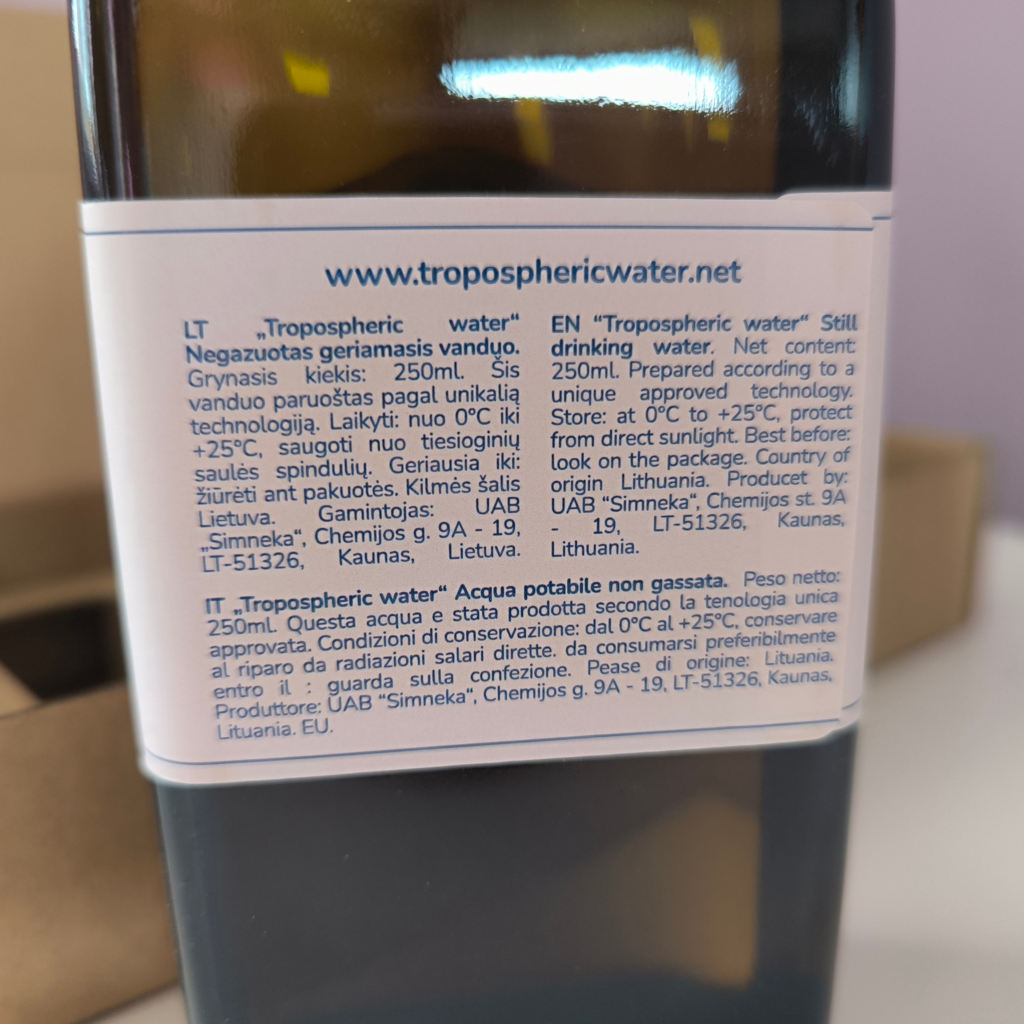 www.troposphericwater.net
LT „Tropospheric water“
Negazuotas geriamasis vanduo.
Grynasis kiekis: 250ml. Šis
vanduo paruoštas pagal unikalią
technologiją. Laikyti: nuo 0°C iki
+25°C, saugoti nuo tiesioginių
saulės spindulių. Geriausia iki:
žiūrėti ant pakuotės. Kilmės šalis
Lietuva. Gamintojas: UAB
„Simneka“, Chemijos g. 9A - 19,
LT-51326, Kaunas, Lietuva.
EN “Tropospheric water“ Still
drinking water. Net content:
250ml. Prepared according to a
unique approved technology.
Store: at 0°C to +25°C, protect
from direct sunlight. Best before:
look on the package. Country of
origin Lithuania. Producet by:
UAB “Simneka“, Chemijos st. 9A
- 19, LT-51326, Kaunas,
Lithuania.
IT „Tropospheric water“ Acqua potabile non gassata. Peso netto:
250ml. Questa acqua e stata prodotta secondo la tenologia unica
approvata. Condizioni di conservazione: dal 0°C al +25°C, conservare
al riparo da radiazioni salari dirette. da consumarsi preferibilmente
entro il : guarda sulla confezione. Pease di origine: Lituania.
Produttore: UAB “Simneka“, Chemijos g. 9A - 19, LT-51326, Kaunas,
Lituania. EU.